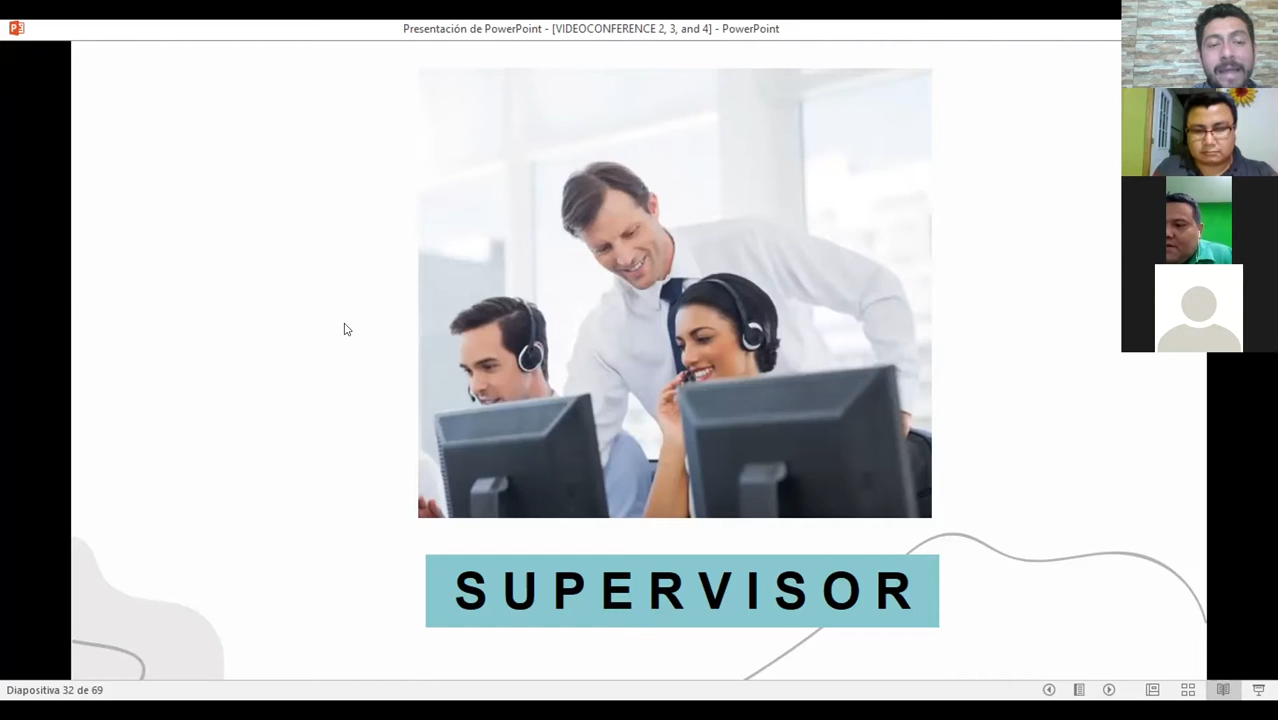 Presentación de PowerPoint - [VIDEOCONFERENCE 2, 3, and 4] - PowerPoint
SUPERVISOR
Diapositiva 32 de 69